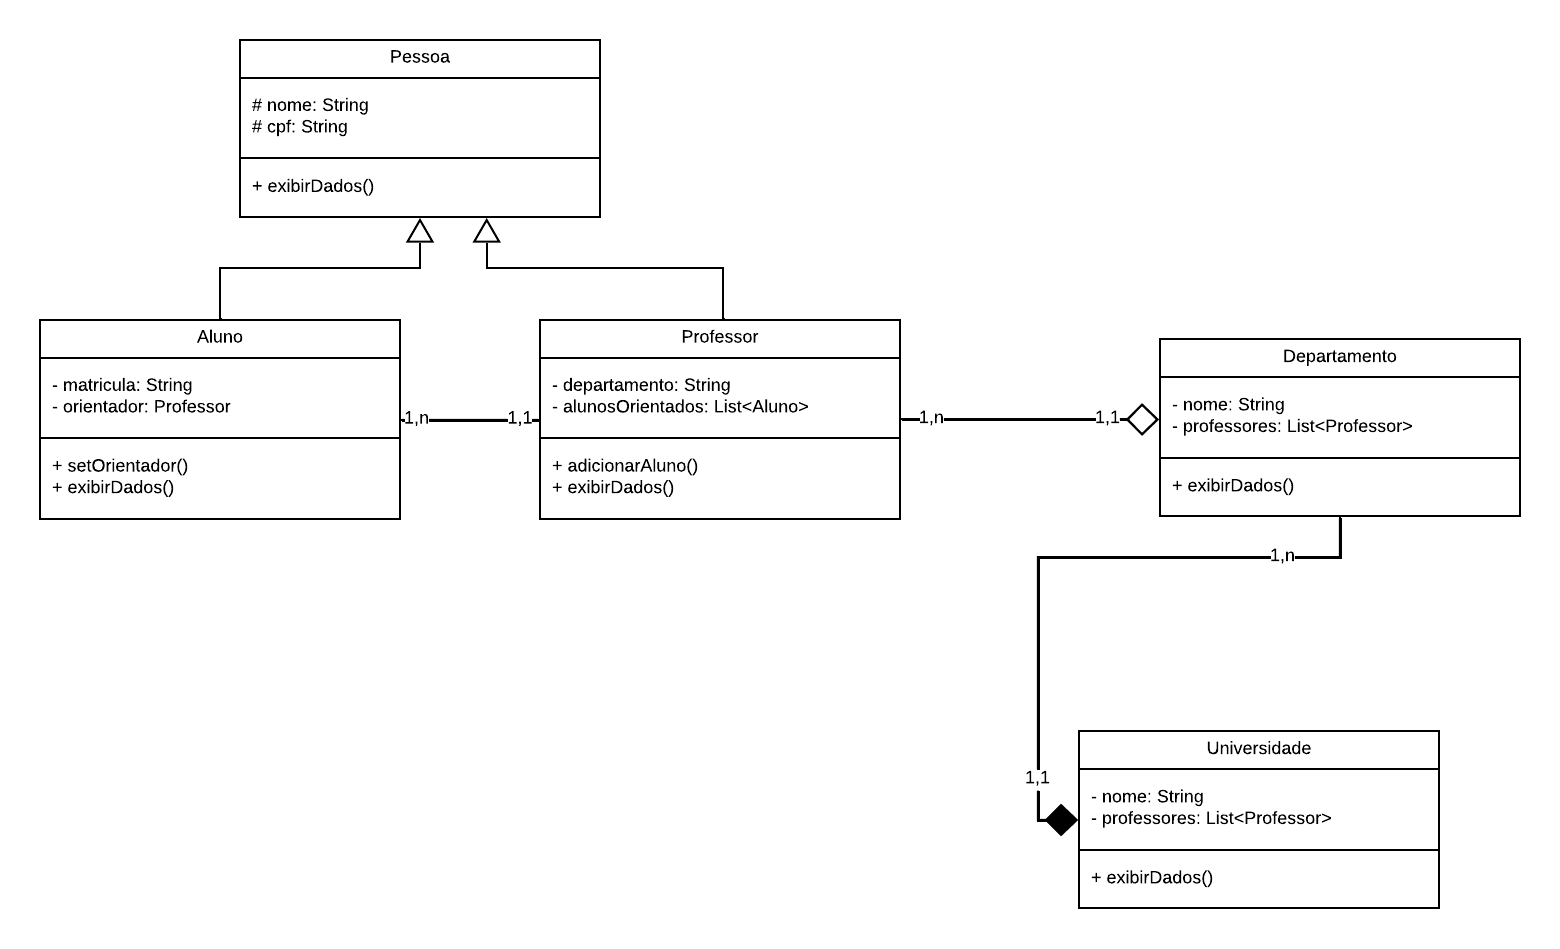 Pessoa
# nome: String
# cpf: String
+ exibirDados()
Aluno
- matricula: String
- orientador: Professor
+ setOrientador()
+ exibirDados()
1,n
1,1
Professor
- departamento: String
- alunosOrientados: List<Aluno>
+ adicionarAluno()
+ exibirDados()
1,n
1,1
Departamento
- nome: String
- professores: List<Professor>
+ exibirDados()
1,n
1,1
Universidade
- nome: String
- professores: List<Professor>
+ exibirDados()